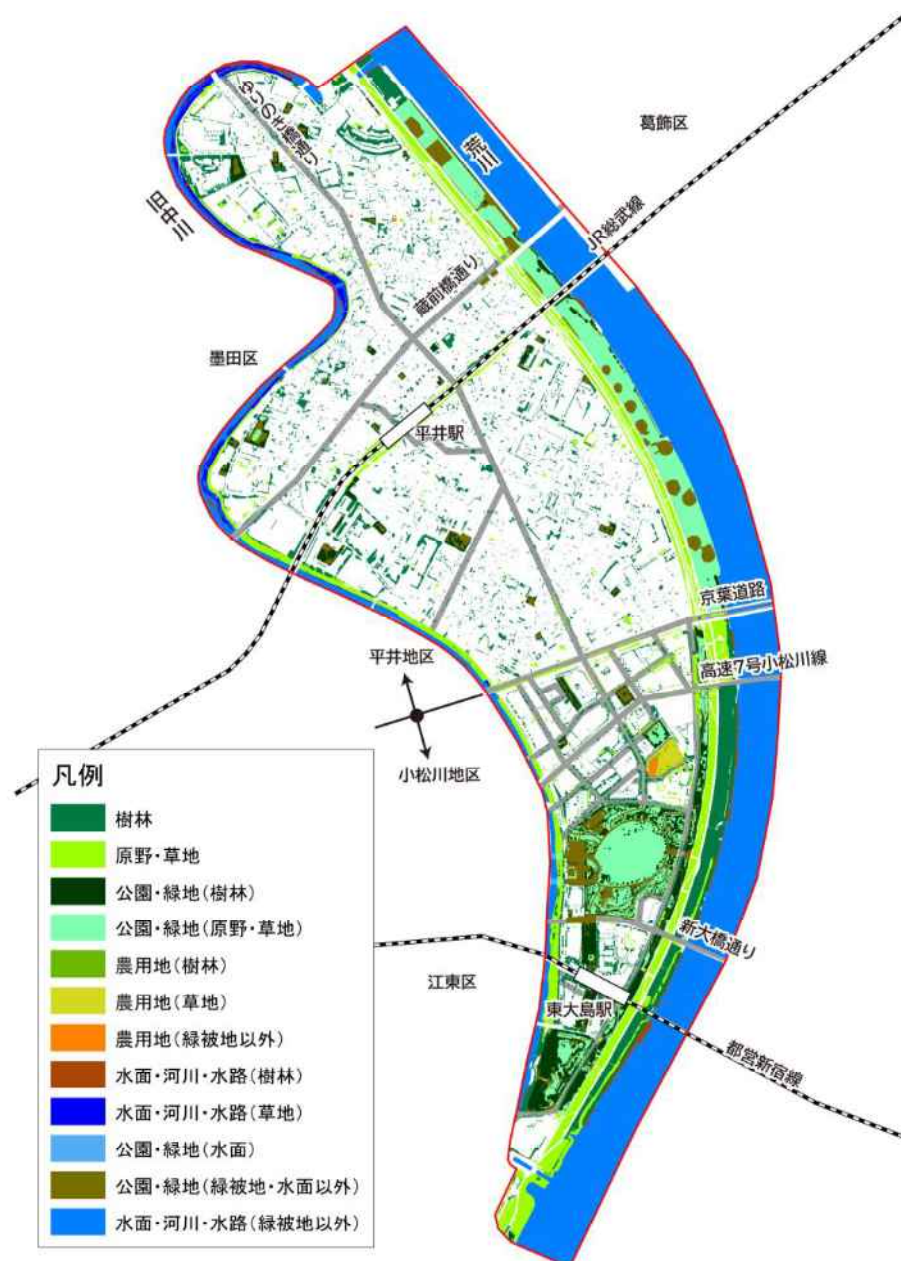 葛飾区
ゆりのき橋通り
荒川
旧中川
JR総武線
蔵前橋通り
墨田区
平井駅
京葉道路
平井地区
高速7号小松川線
小松川地区
凡例
樹林
原野・草地
公園・緑地(樹林)
公園・緑地(原野・草地)
農用地(樹林)
農用地(草地)
農用地(緑被地以外)
水面・河川・水路(樹林)
水面・河川・水路(草地)
公園・緑地(水面)
公園・緑地(緑被地・水面以外)
水面・河川・水路(緑被地以外)
新大橋通り
江東区
東大島駅
都営新宿線